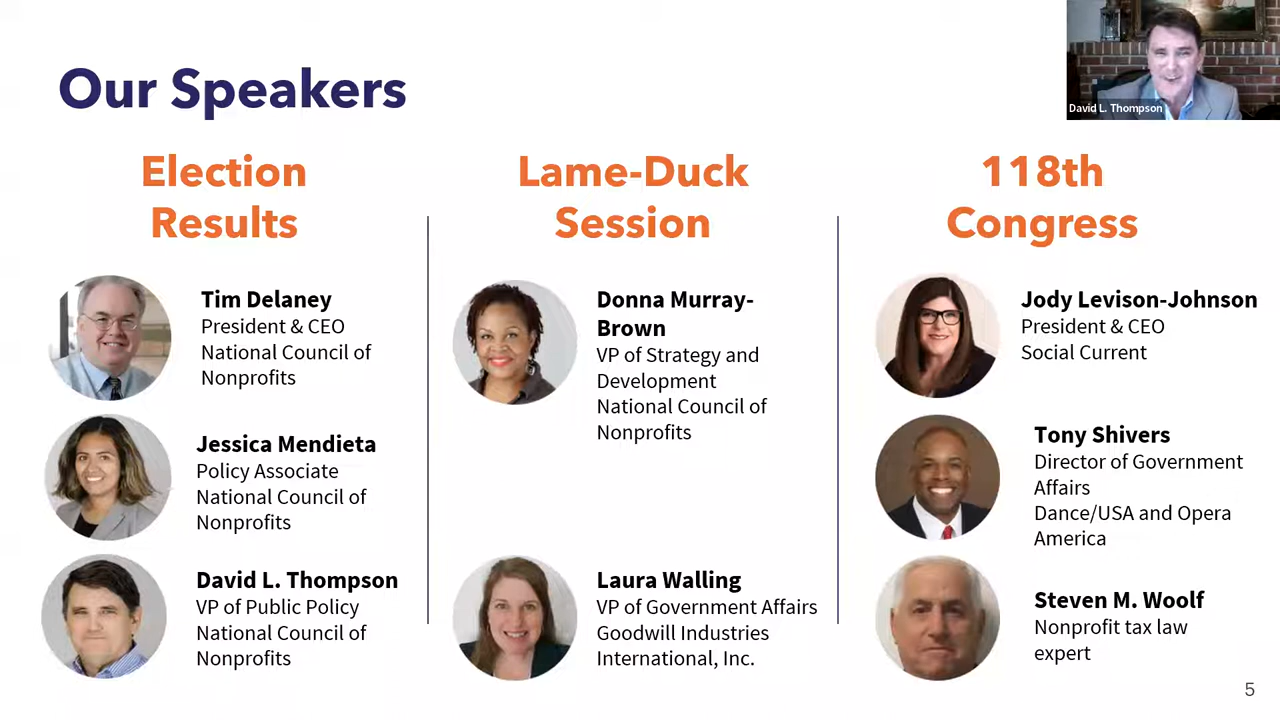 Our Speakers
David L. Thompson
Election
Results
Tim Delaney
President & CEO
National Council of
Nonprofits
Jessica Mendieta
Policy Associate
National Council of
Nonprofits
David L. Thompson
VP of Public Policy
National Council of
Nonprofits
Lame-Duck
Session
Donna Murray-
Brown
VP of Strategy and
Development
National Council of
Nonprofits
Laura Walling
VP of Government Affairs
Goodwill Industries
International, Inc.
118th
Congress
Jody Levison-Johnson
President & CEO
Social Current
Tony Shivers
Director of Government
Affairs
Dance/USA and Opera
America
Steven M. Woolf
Nonprofit tax law
expert
5